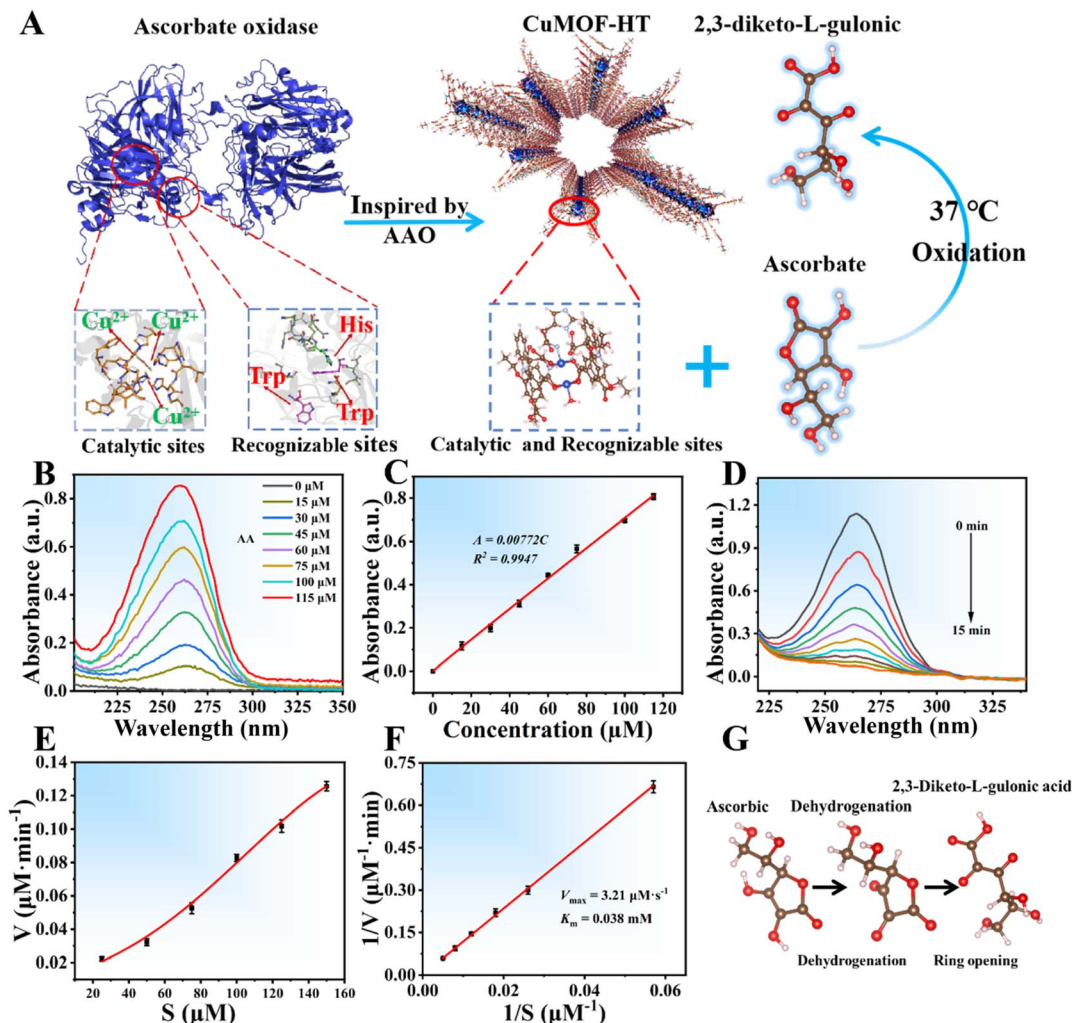 A
Ascorbate oxidase
CuMOF-HT
2,3-diketo-L-gulonic
Inspired by
AAO
37 °C
Oxidation
Ascorbate
Cu2+
Cu2+
Cu2+
His
Trp
Trp
Catalytic sites
Recognizable sites
Catalytic and Recognizable sites
B
Absorbance (a.u.)
0.8
0.6
0.4
0.2
0.0
AA
0 μM
15 μM
30 μM
45 μM
60 μM
75 μM
100 μM
115 μM
200
250
300
350
Wavelength (nm)
C
Absorbance (a.u.)
0.8
0.6
0.4
0.2
0.0
A = 0.00772C
R2 = 0.9947
0
20
40
60
80
100
120
Concentration (μM)
D
Absorbance (a.u.)
1.2
0.9
0.6
0.3
0.0
0 min
15 min
225
250
275
300
325
Wavelength (nm)
E
V (μM·min-1)
0.14
0.12
0.10
0.08
0.06
0.04
0.02
20
40
60
80
100
120
140
160
S (μM)
F
1/V (μM-1·min)
0.75
0.60
0.45
0.30
0.15
0.00
Vmax = 3.21 μM·s-1
Km = 0.038 mM
0.00
0.02
0.04
0.06
1/S (μM-1)
G
2,3-Diketo-L-gulonic acid
Ascorbic
Dehydrogenation
Dehydrogenation
Ring opening